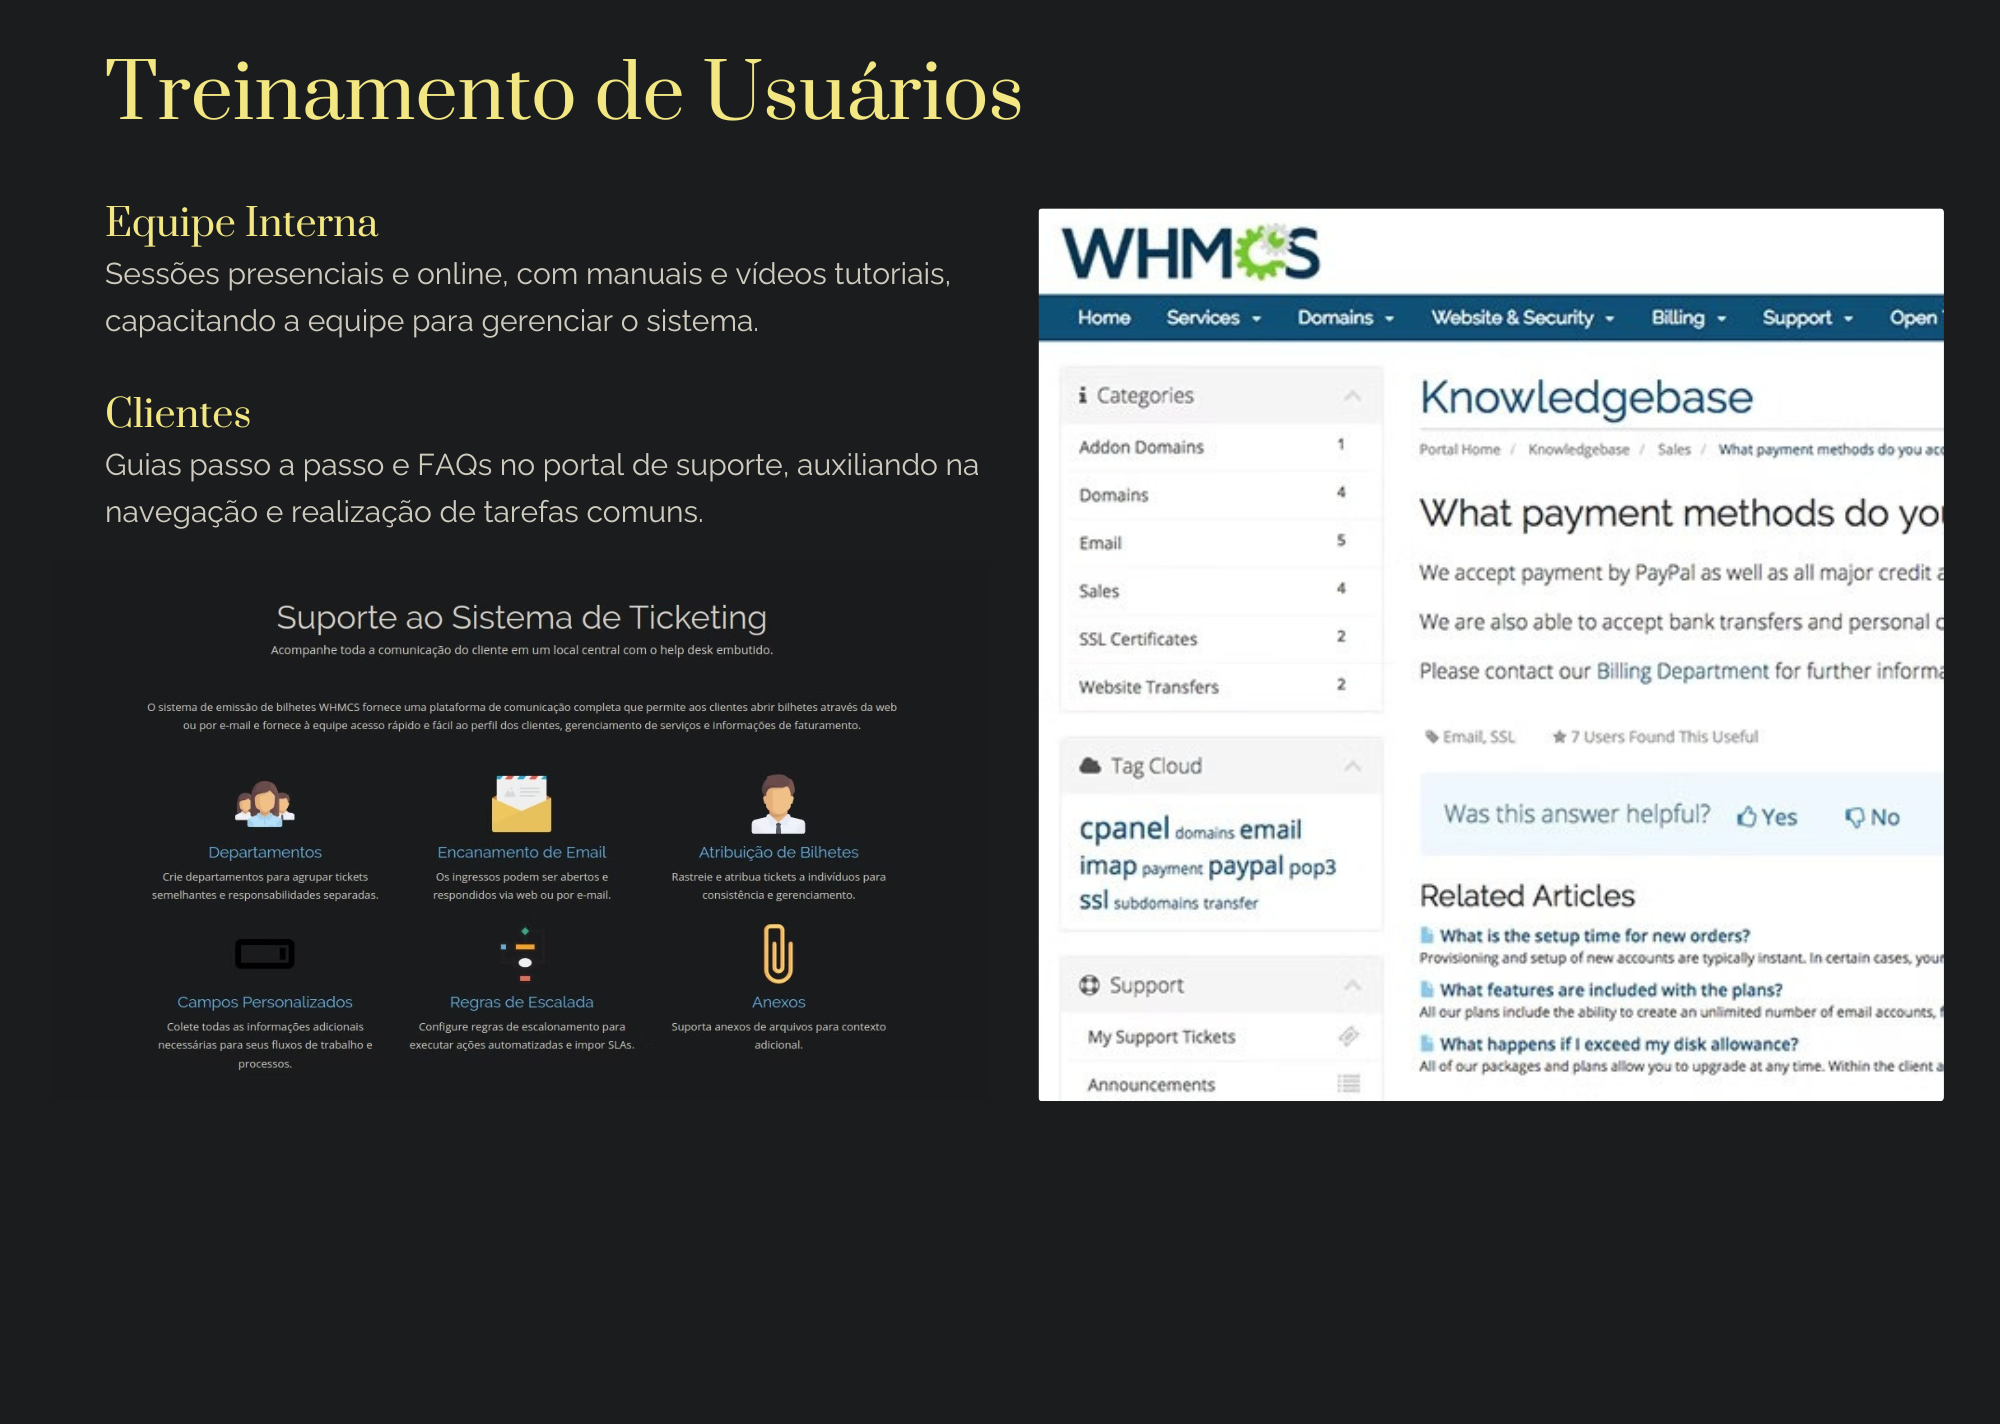 Treinamento de Usuários
Equipe Interna
Sessões presenciais e online, com manuais e vídeos tutoriais,
capacitando a equipe para gerenciar o sistema.
Clientes
Guias passo a passo e FAQs no portal de suporte, auxiliando na
navegação e realização de tarefas comuns.
Suporte ao Sistema de Ticketing
Acompanhe toda a comunicação do cliente em um local central com o help desk embutido.
O sistema de emissão de bilhetes WHMCS fornece uma plataforma de comunicação completa que permite aos clientes abrir bilhetes através da web
ou por e-mail e fornece à equipe acesso rápido e fácil ao perfil dos clientes, gerenciamento de serviços e informações de faturamento.
Departamentos
Crie departamentos para agrupar tickets
semelhantes e responsabilidades separadas.
Encanamento de Email
Os ingressos podem ser abertos e
respondidos via web ou por e-mail.
Atribuição de Bilhetes
Rastreie e atribua tickets a indivíduos para
consistência e gerenciamento.
Campos Personalizados
Colete todas as informações adicionais
necessárias para seus fluxos de trabalho e
processos.
Regras de Escalada
Configure regras de escalonamento para
executar ações automatizadas e impor SLAs.
Anexos
Suporta anexos de arquivos para contexto
adicional.
WHMCS
Home Services Domains Website & Security Billing Support Open
Categories
Addon Domains 1
Domains 4
Email 5
Sales 4
SSL Certificates 2
Website Transfers 2
Tag Cloud
cpanel domains email
imap payment paypal pop3
ssl subdomains transfer
Support
My Support Tickets
Announcements
Knowledgebase
Portal Home / Knowledgebase / Sales / What payment methods do you
What payment methods do
We accept payment by PayPal as well as all major credit
We are also able to accept bank transfers and personal
Please contact our Billing Department for further
Email, SSL 7 Users Found This Useful
Was this answer helpful? Yes No
Related Articles
What is the setup time for new orders?
Provisioning and setup of new accounts are typically instant. In certain cases,
What features are included with the plans?
All our plans include the ability to create an unlimited number of email accounts,
What happens if I exceed my disk allowance?
All of our packages and plans allow you to upgrade at any time. Within the client